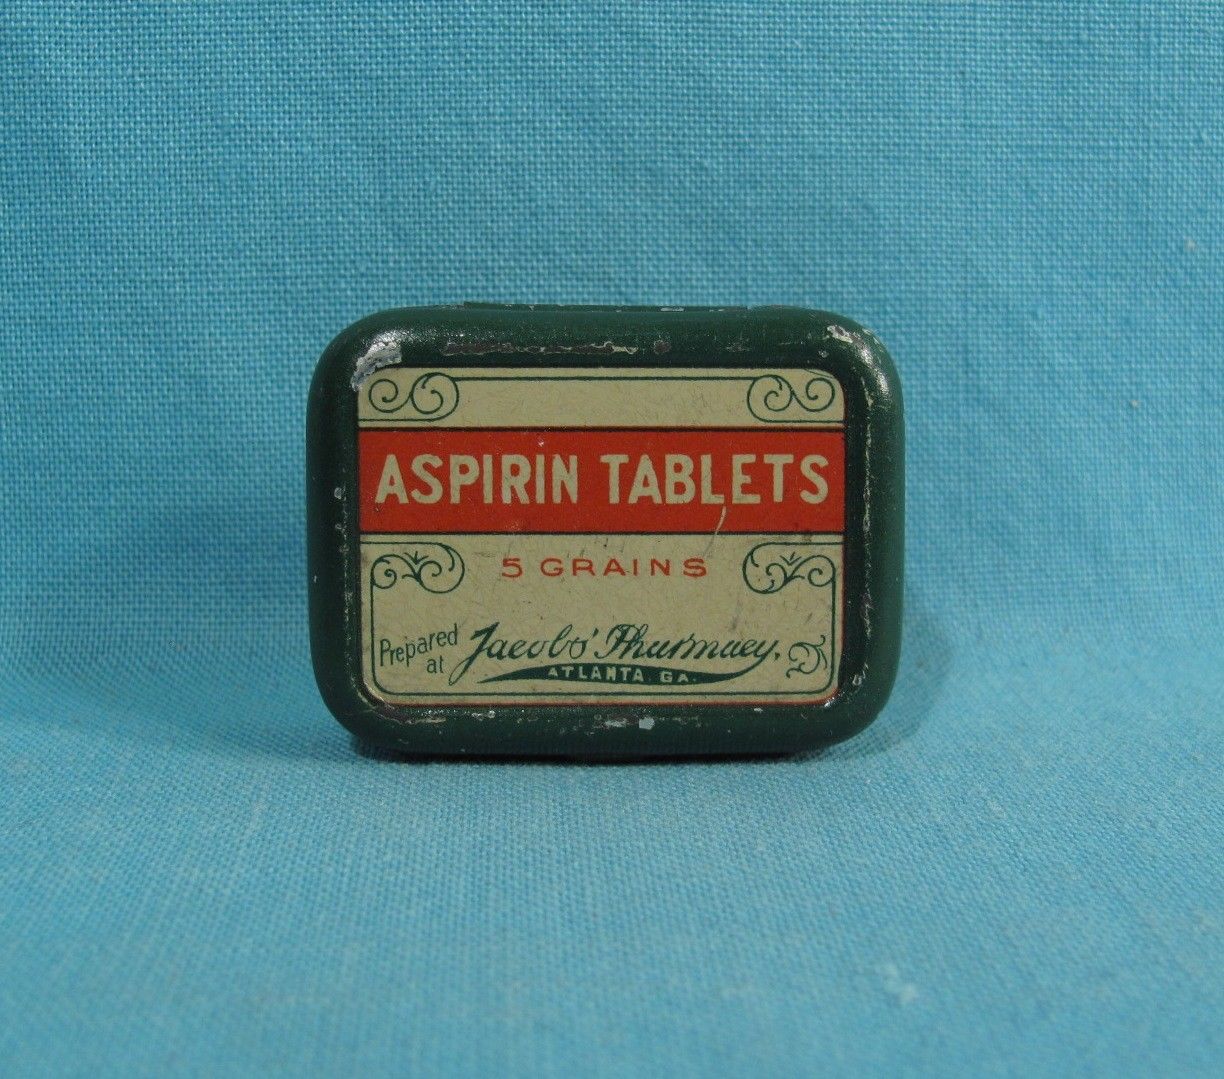 ASPIRIN TABLETS
5 GRAINS
Prepared at Jacobs' Pharmacy,
ATLANTA, GA.